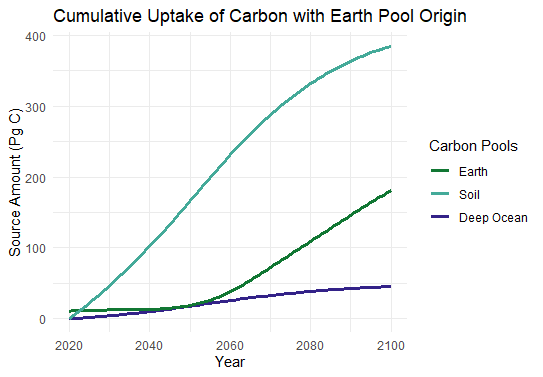 Cumulative Uptake of Carbon with Earth Pool Origin
Source Amount (Pg C)
400
300
200
100
0
2020 2040 2060 2080 2100
Year
Carbon Pools
Earth
Soil
Deep Ocean